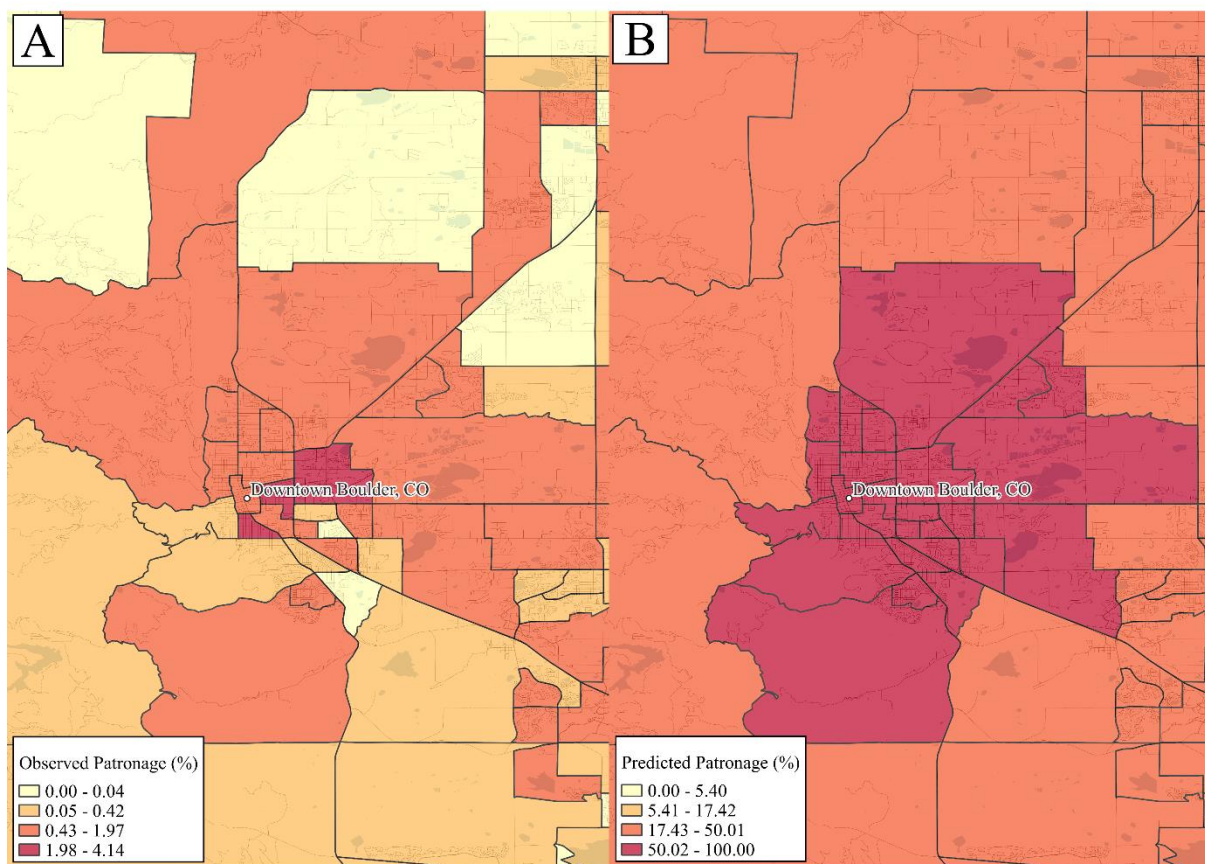 A
Downtown Boulder, CO
Observed Patronage (%)
0.00 - 0.04
0.05 - 0.42
0.43 - 1.97
1.98 - 4.14
B
Downtown Boulder, CO
Predicted Patronage (%)
0.00 - 5.40
5.41 - 17.42
17.43 - 50.01
50.02 - 100.00